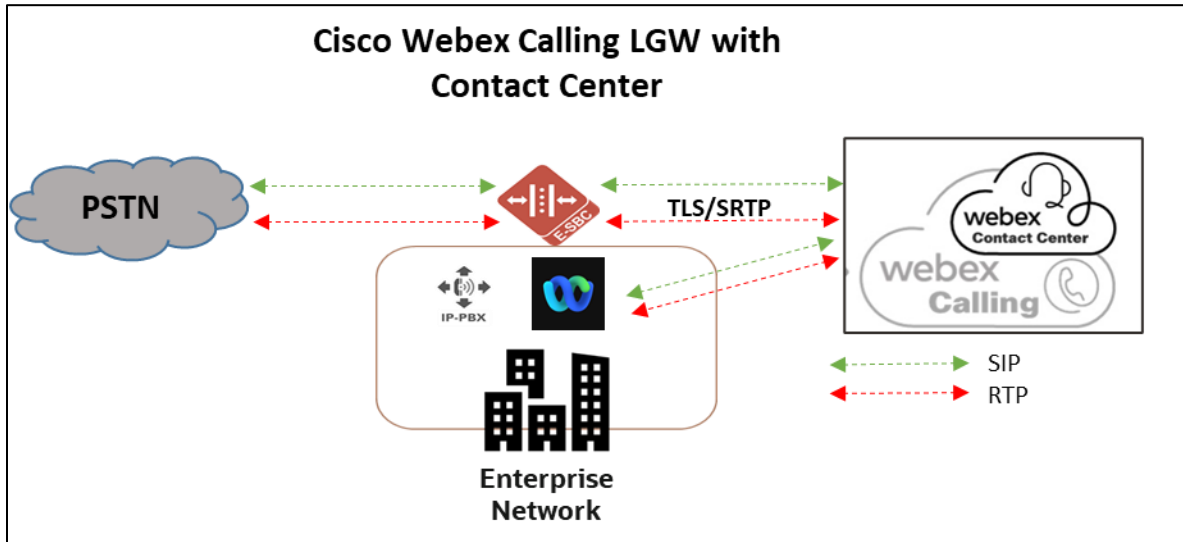 Cisco Webex Calling LGW with
Contact Center
PSTN
E-SBC
TLS/SRTP
webex
Contact Center
webex
Calling
IP-PBX
SIP
RTP
Enterprise
Network